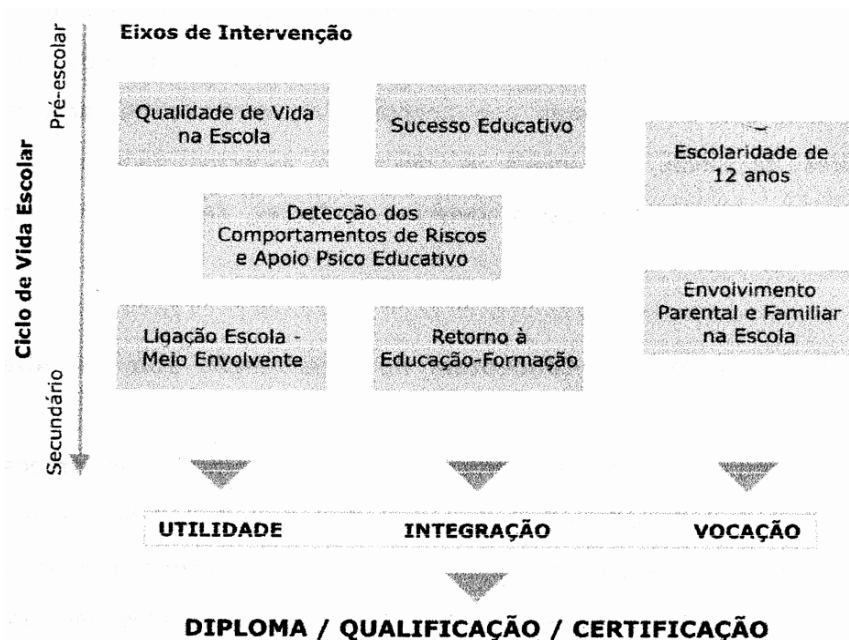 Eixos de Intervenção
Ciclo de Vida Escolar
Pré-escolar
Secundário
Qualidade de Vida
na Escola
Sucesso Educativo
Escolaridade de
12 anos
Detecção dos
Comportamentos de Riscos
e Apoio Psico Educativo
Ligação Escola -
Meio Envolvente
Retorno à
Educação-Formação
Envolvimento
Parental e Familiar
na Escola
UTILIDADE
INTEGRAÇÃO
VOCAÇÃO
DIPLOMA / QUALIFICAÇÃO / CERTIFICAÇÃO